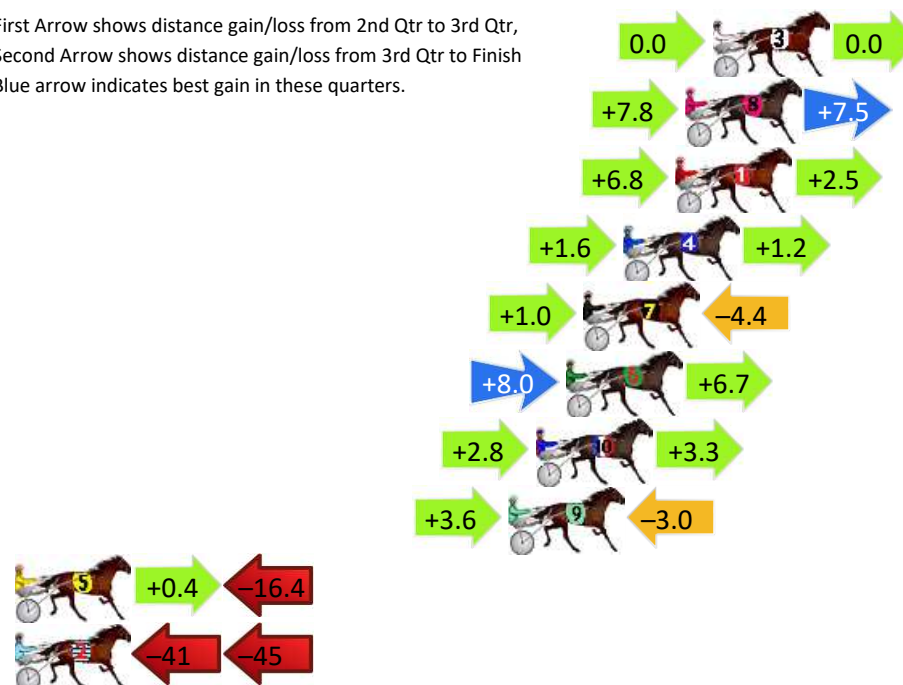 First Arrow shows distance gain/loss from 2nd Qtr to 3rd Qtr,
Second Arrow shows distance gain/loss from 3rd Qtr to Finish
Blue arrow indicates best gain in these quarters.
0.0 3 0.0
+7.8 8 +7.5
+6.8 1 +2.5
+1.6 4 +1.2
+1.0 7 –4.4
+8.0 6 +6.7
+2.8 10 +3.3
+3.6 9 –3.0
5 +0.4 –16.4
2 –41 –45